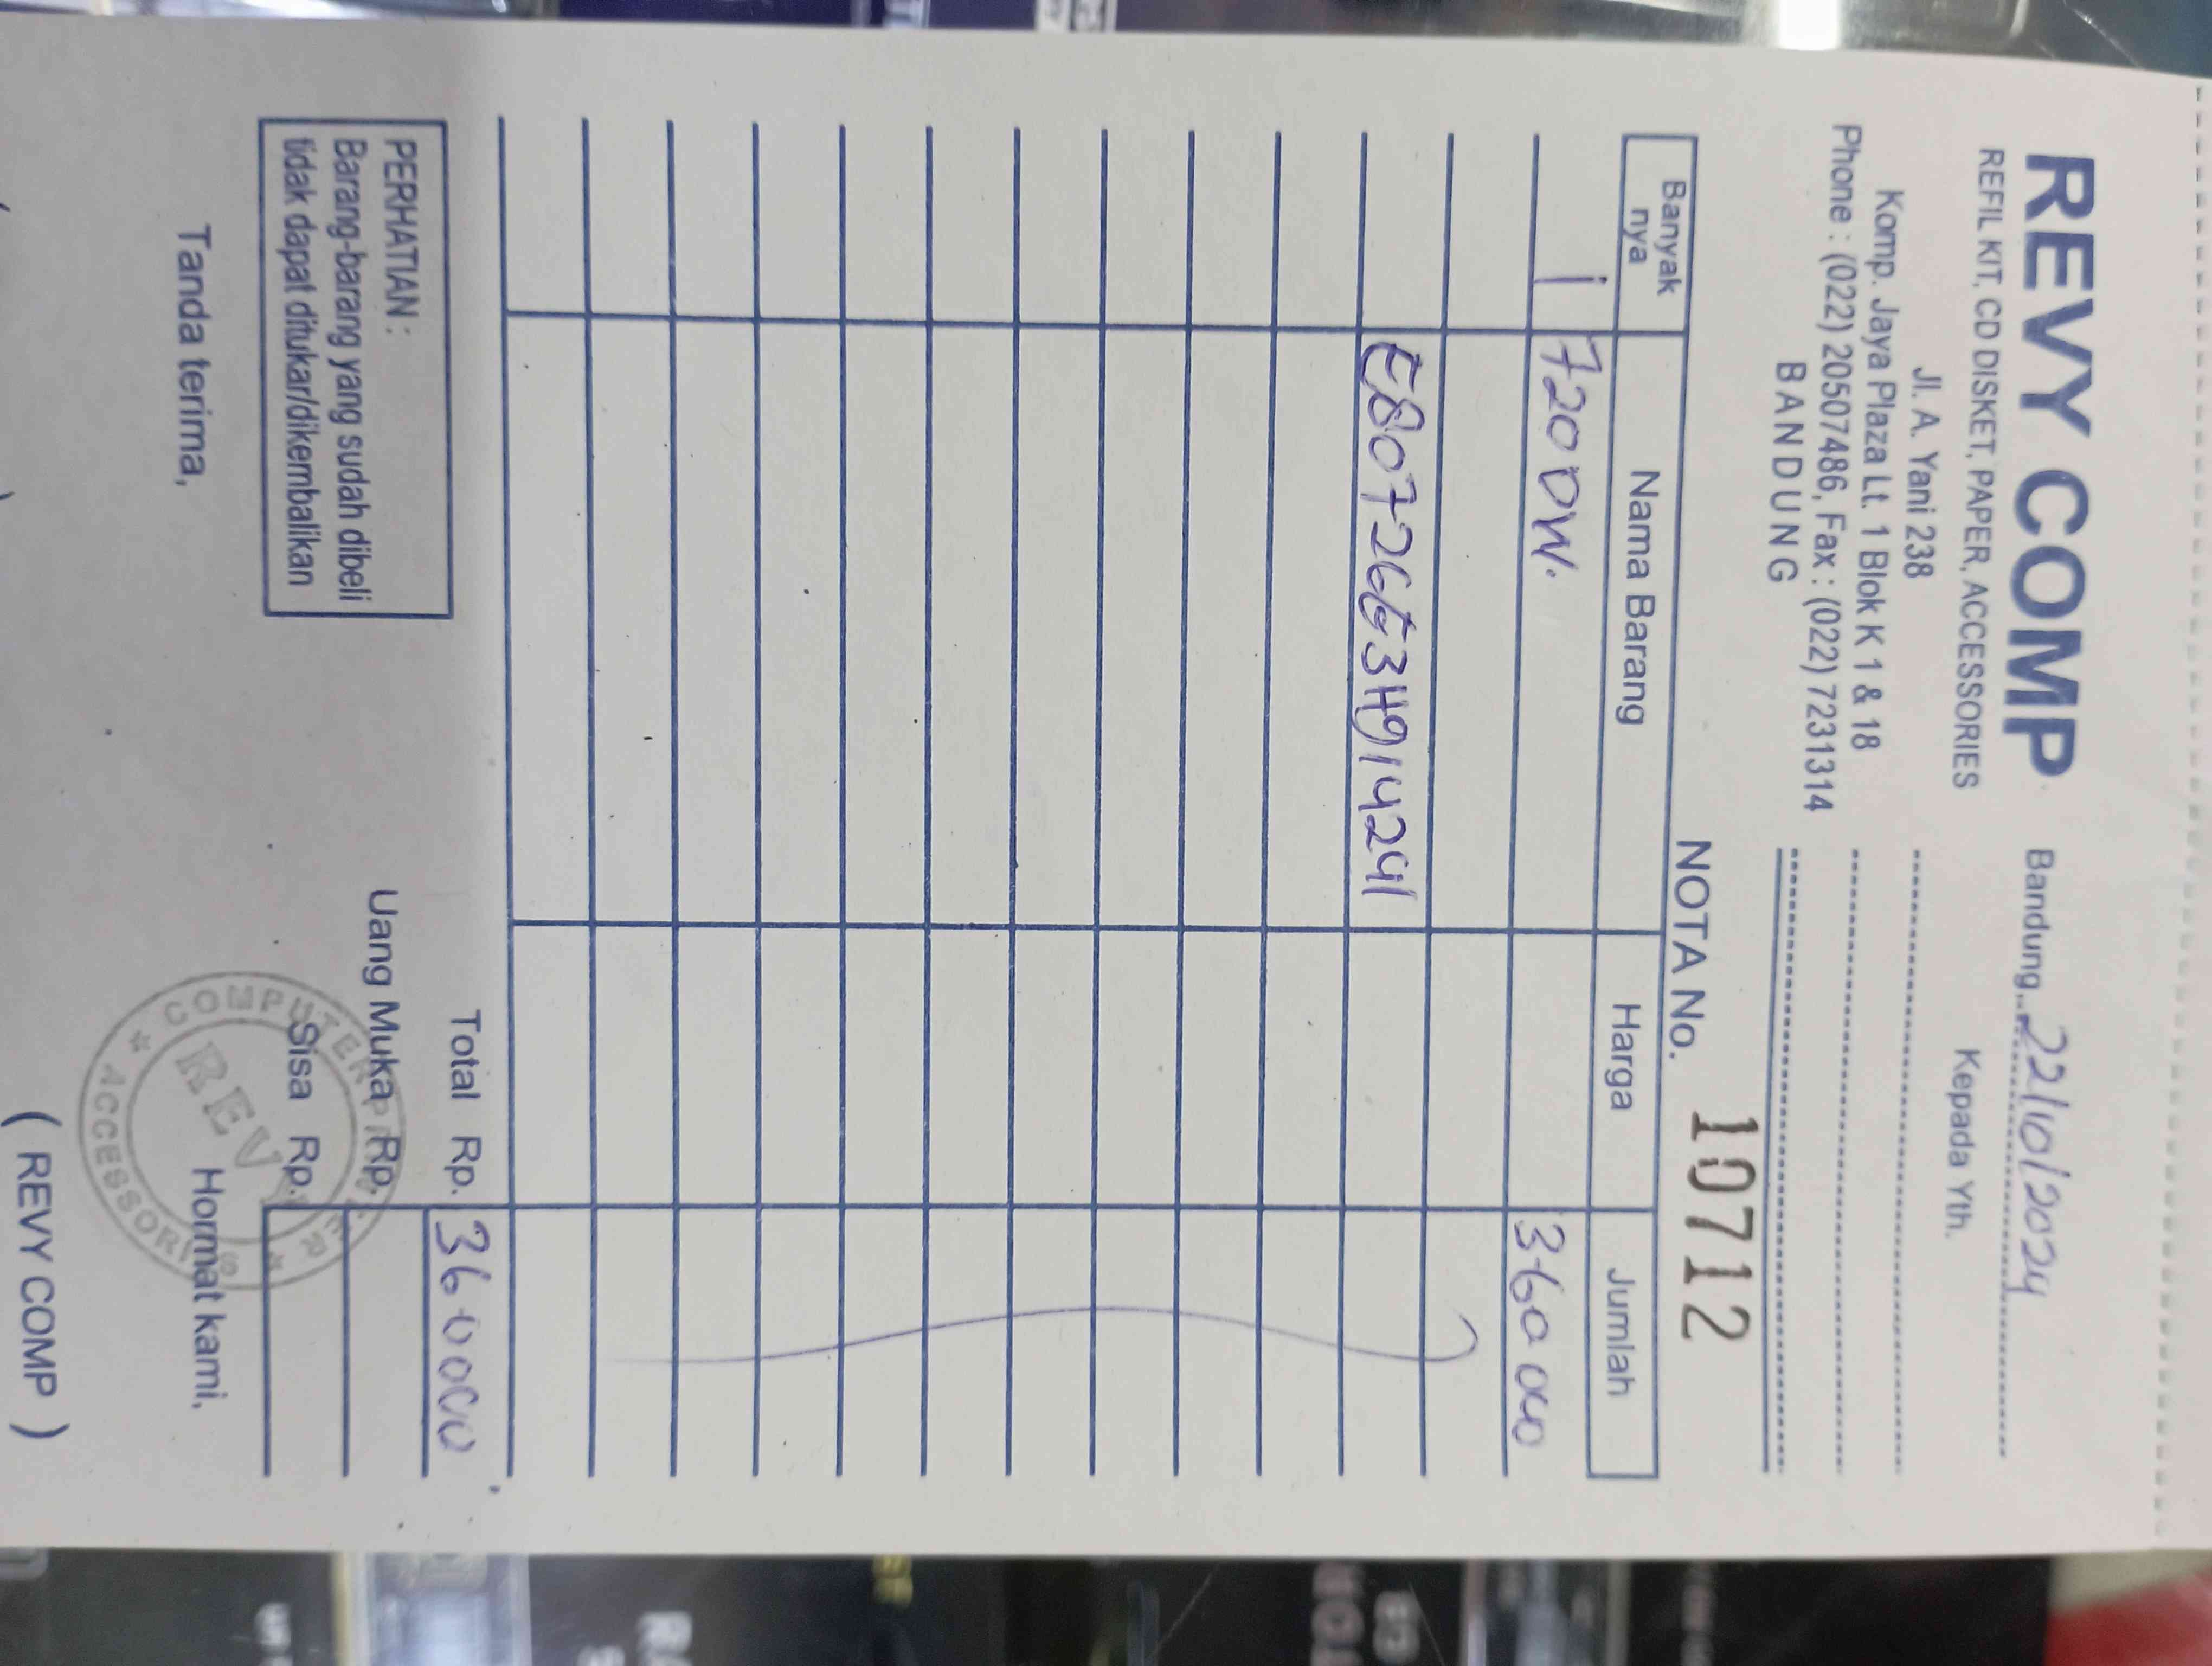 REVY COMP
REFIL KIT, CD DISKET, PAPER, ACCESSORIES
Jl. A. Yani 238
Komp. Jaya Plaza Lt. 1 Blok K 1 & 18
Phone : (022) 20507486, Fax : (022) 7231314
BANDUNG
Bandung, 22/10/2024
Kepada Yth.
NOTA No. 10712
Banyak nya Nama Barang Harga Jumlah
1 720 DW. 360 000
E80726G3H914241
Total Rp. 360000
Uang Muka Rp.
Sisa Rp.
PERHATIAN :
Barang-barang yang sudah dibeli
tidak dapat ditukar/dikembalikan
Tanda terima,
Hormat kami,
COMPUTER
REVY
ACCESSORIES
( REVY COMP )